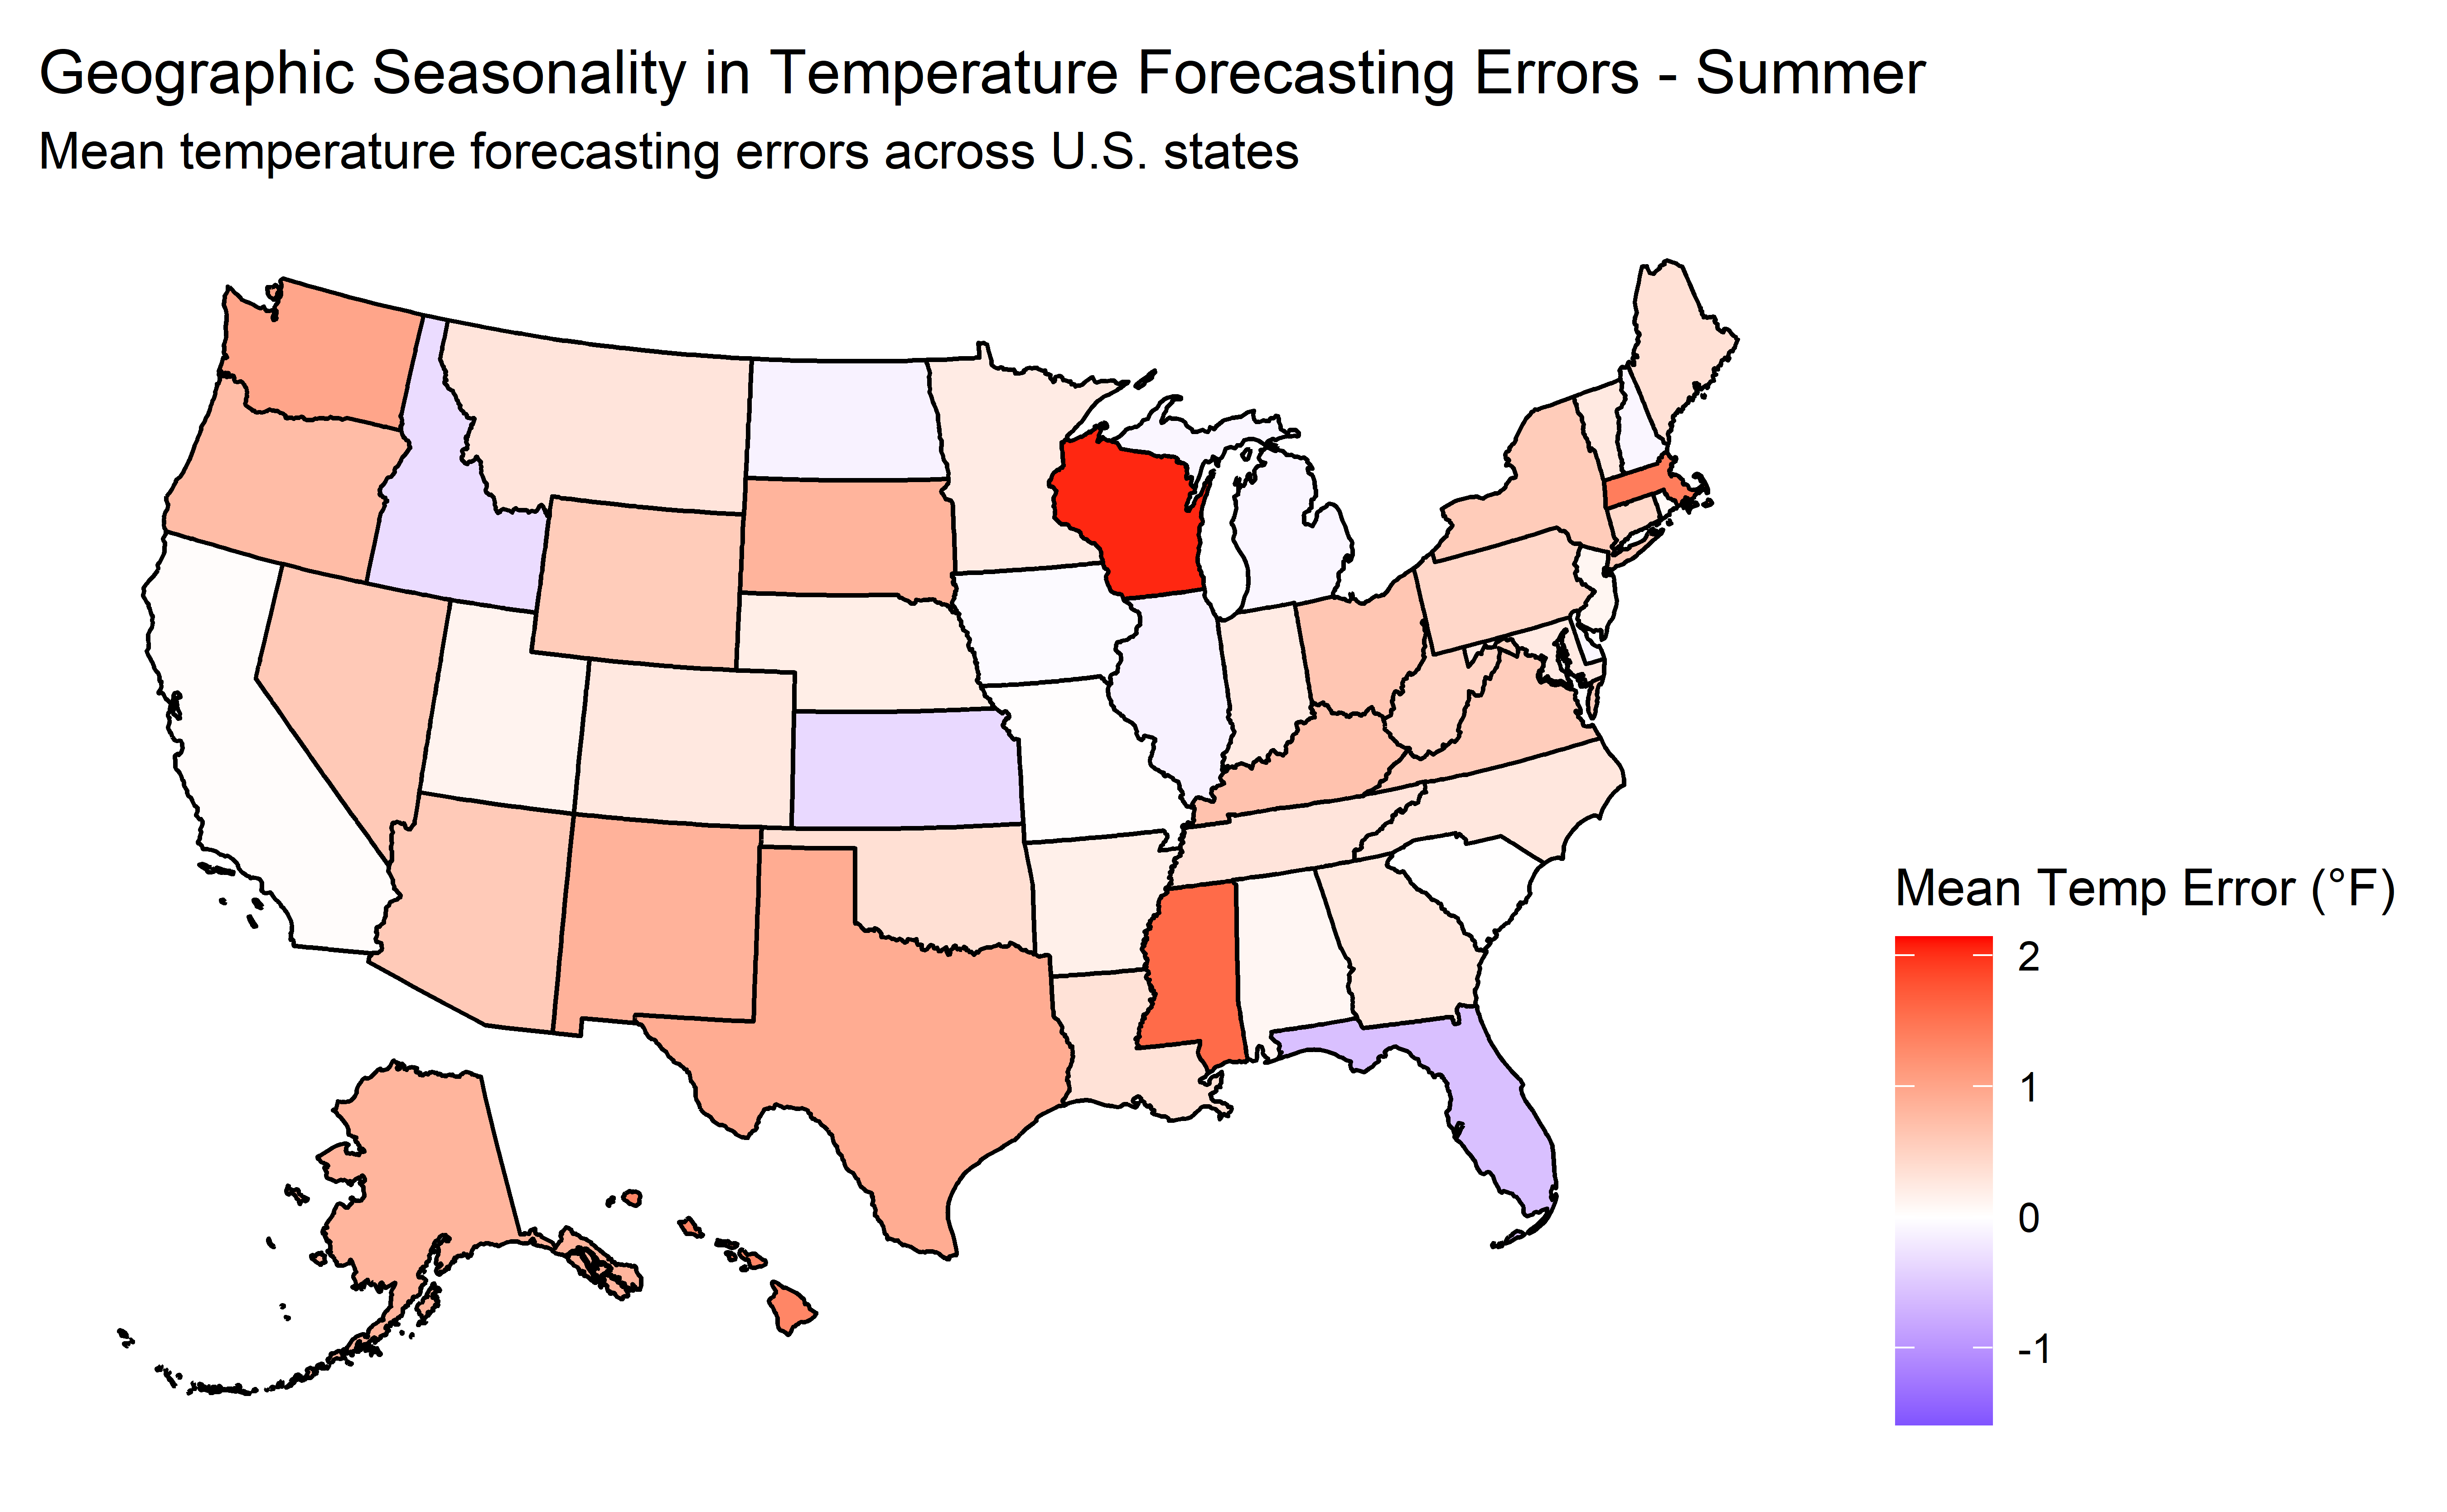 Geographic Seasonality in Temperature Forecasting Errors - Summer
Mean temperature forecasting errors across U.S. states
Mean Temp Error (°F)
2
1
0
-1